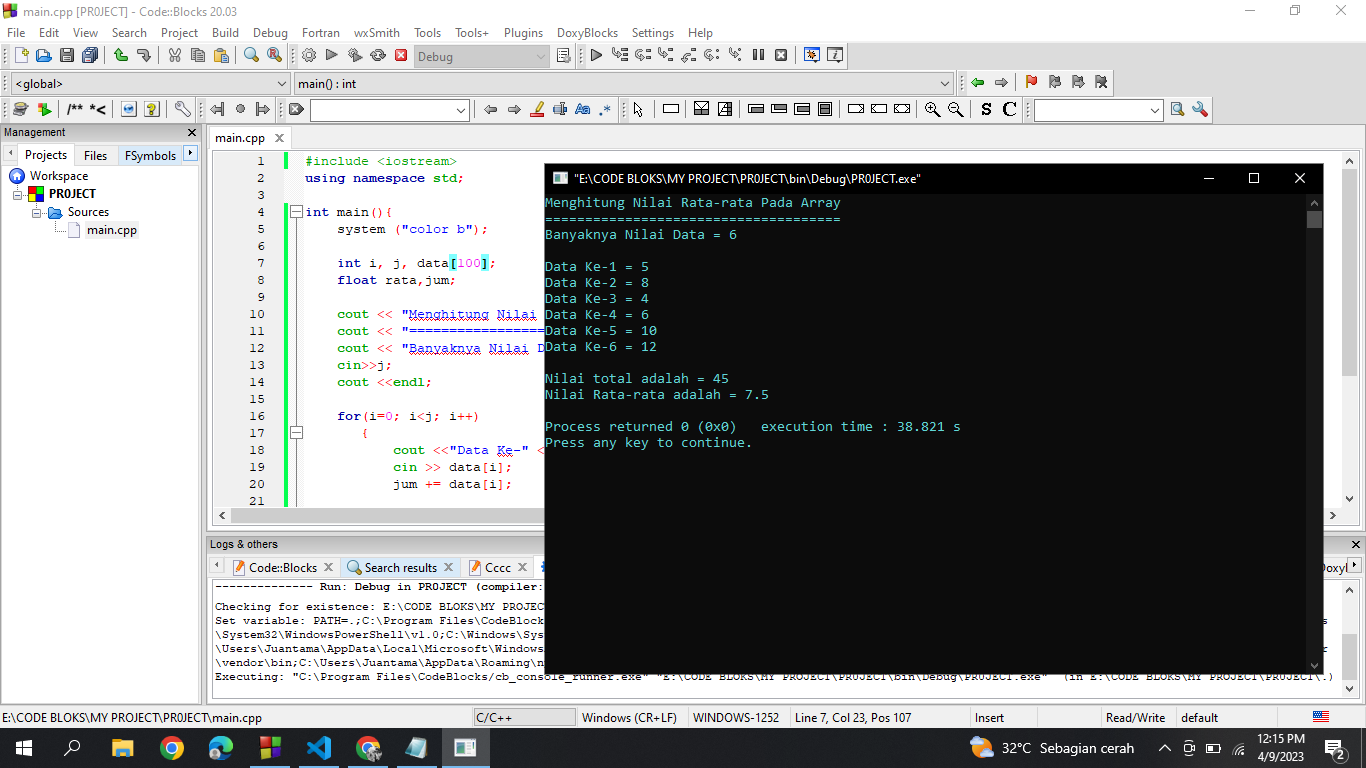 main.cpp [PR0JECT] - Code::Blocks 20.03
File Edit View Search Project Build Debug Fortran wxSmith Tools Tools+ Plugins DoxyBlocks Settings Help
Debug
<global> main() : int
/** *< Aa .* S C
Management
Projects Files FSymbols
Workspace
PR0JECT
Sources
main.cpp
main.cpp
1 #include <iostream>
2 using namespace std;
3
4 int main(){
5 system ("color b");
6
7 int i, j, data[100];
8 float rata,jum;
9
10 cout << "Menghitung Nilai
11 cout << "=================
12 cout << "Banyaknya Nilai D
13 cin>>j;
14 cout <<endl;
15
16 for(i=0; i<j; i++)
17 {
18 cout <<"Data Ke-" <
19 cin >> data[i];
20 jum += data[i];
21
"E:\CODE BLOKS\MY PROJECT\PR0JECT\bin\Debug\PR0JECT.exe"
Menghitung Nilai Rata-rata Pada Array
=====================================
Banyaknya Nilai Data = 6
Data Ke-1 = 5
Data Ke-2 = 8
Data Ke-3 = 4
Data Ke-4 = 6
Data Ke-5 = 10
Data Ke-6 = 12
Nilai total adalah = 45
Nilai Rata-rata adalah = 7.5
Process returned 0 (0x0) execution time : 38.821 s
Press any key to continue.
Logs & others
Code::Blocks Search results Cccc
-------------- Run: Debug in PR0JECT (compiler:
Checking for existence: E:\CODE BLOKS\MY PROJEC
Set variable: PATH=.;C:\Program Files\CodeBlock
\System32\WindowsPowerShell\v1.0;C:\Windows\Sys
\Users\Juantama\AppData\Local\Microsoft\Windows
\vendor\bin;C:\Users\Juantama\AppData\Roaming\n
Executing: "C:\Program Files\CodeBlocks/cb_console_runner.exe" "E:\CODE BLOKS\MY PROJECT\PR0JECT\bin\Debug\PR0JECT.exe" (in E:\CODE BLOKS\MY PROJECT\PR0JECT\.)
E:\CODE BLOKS\MY PROJECT\PR0JECT\main.cpp C/C++ Windows (CR+LF) WINDOWS-1252 Line 7, Col 23, Pos 107 Insert Read/Write default
32°C Sebagian cerah 12:15 PM
4/9/2023
2